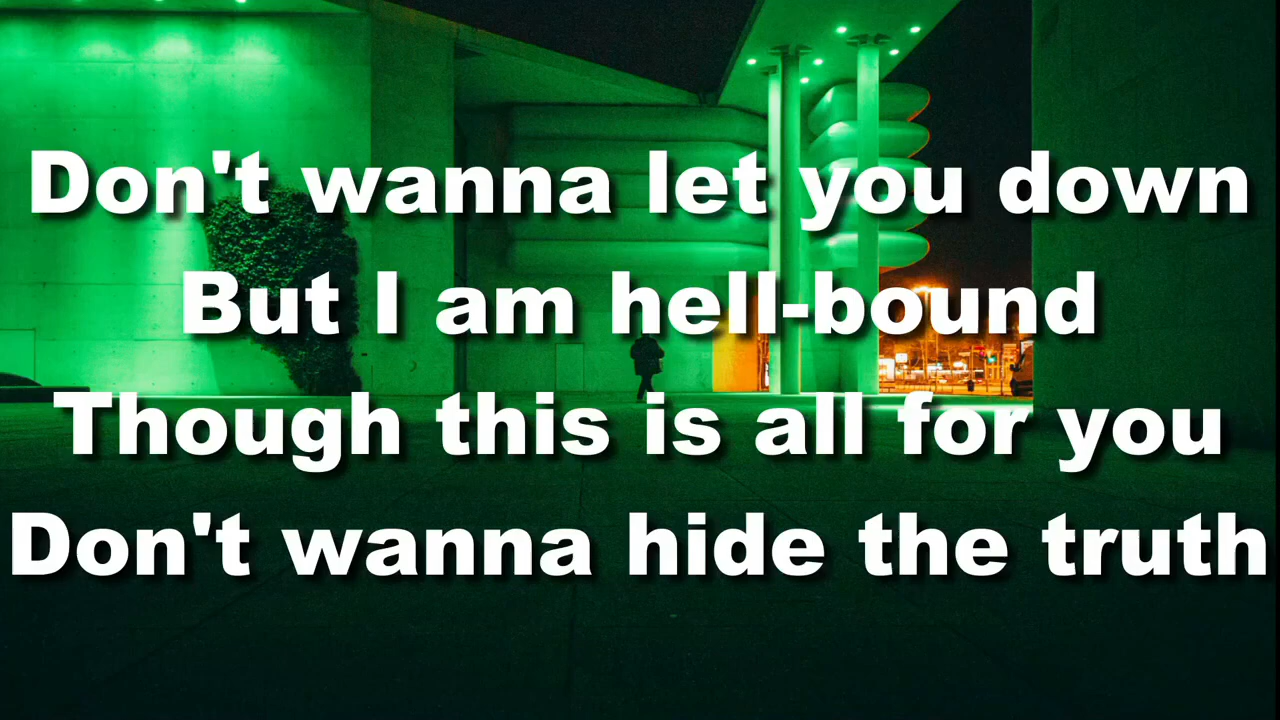 Don't wanna let you down
But I am hell-bound
Though this is all for you
Don't wanna hide the truth